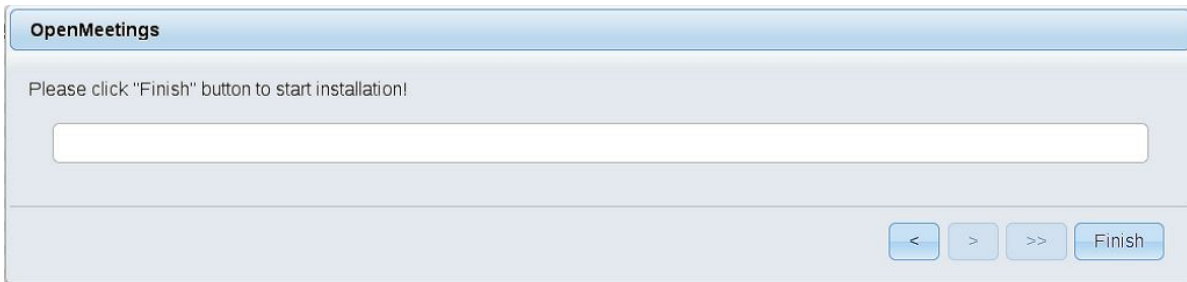 OpenMeetings
Please click "Finish" button to start installation!
< > >> Finish